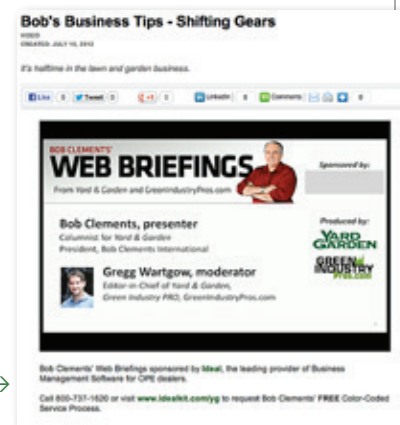 Bob's Business Tips - Shifting Gears
VIDEO
CREATED: JULY 10, 2012
It's halftime in the lawn and garden business.
Like 0 Tweet 0 +1 0 LinkedIn 0 Comments 0
BOB CLEMENTS'
WEB BRIEFINGS
From Yard & Garden and GreenIndustryPros.com
Sponsored by:
Bob Clements, presenter
Columnist for Yard & Garden
President, Bob Clements International
Gregg Wartgow, moderator
Editor-in-Chief of Yard & Garden,
Green Industry PRO, GreenIndustryPros.com
Produced by:
YARD
GARDEN
GREEN
INDUSTRY
PROS
Bob Clements' Web Briefings sponsored by Ideal, the leading provider of Business
Management Software for OPE dealers.
Call 800-737-1620 or visit www.idealkit.com/yg to request Bob Clements' FREE Color-Coded
Service Process.